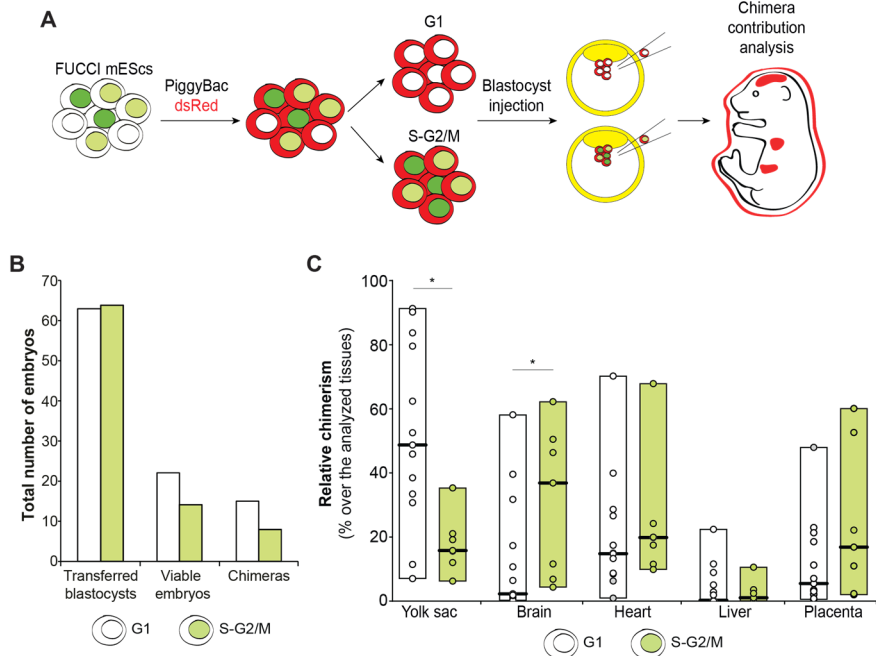 A
FUCCI mEScs
PiggyBac
dsRed
G1
S-G2/M
Blastocyst
injection
Chimera
contribution
analysis
B
Total number of embryos
70
60
50
40
30
20
10
0
Transferred
blastocysts
Viable
embryos
Chimeras
G1
S-G2/M
C
Relative chimerism
(% over the analyzed tissues)
100
80
60
40
20
0
*
*
Yolk sac
Brain
Heart
Liver
Placenta
G1
S-G2/M